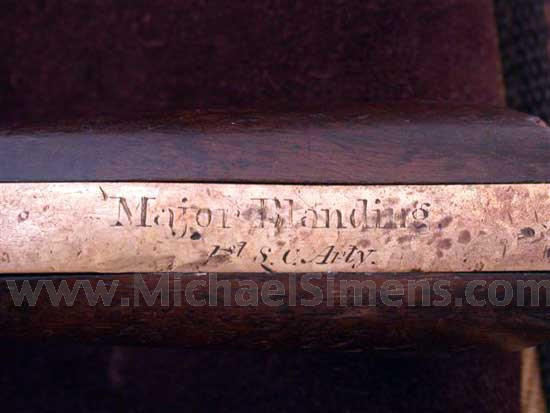 Major Blanding.
1st S.C. Arty.
www.MichaelSimens.com